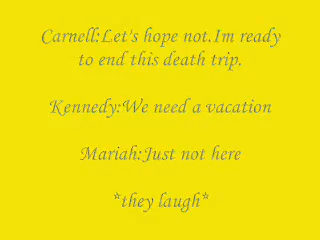 Carnell:Let's hope not.Im ready
to end this death trip.
Kennedy:We need a vacation
Mariah:Just not here
*they laugh*